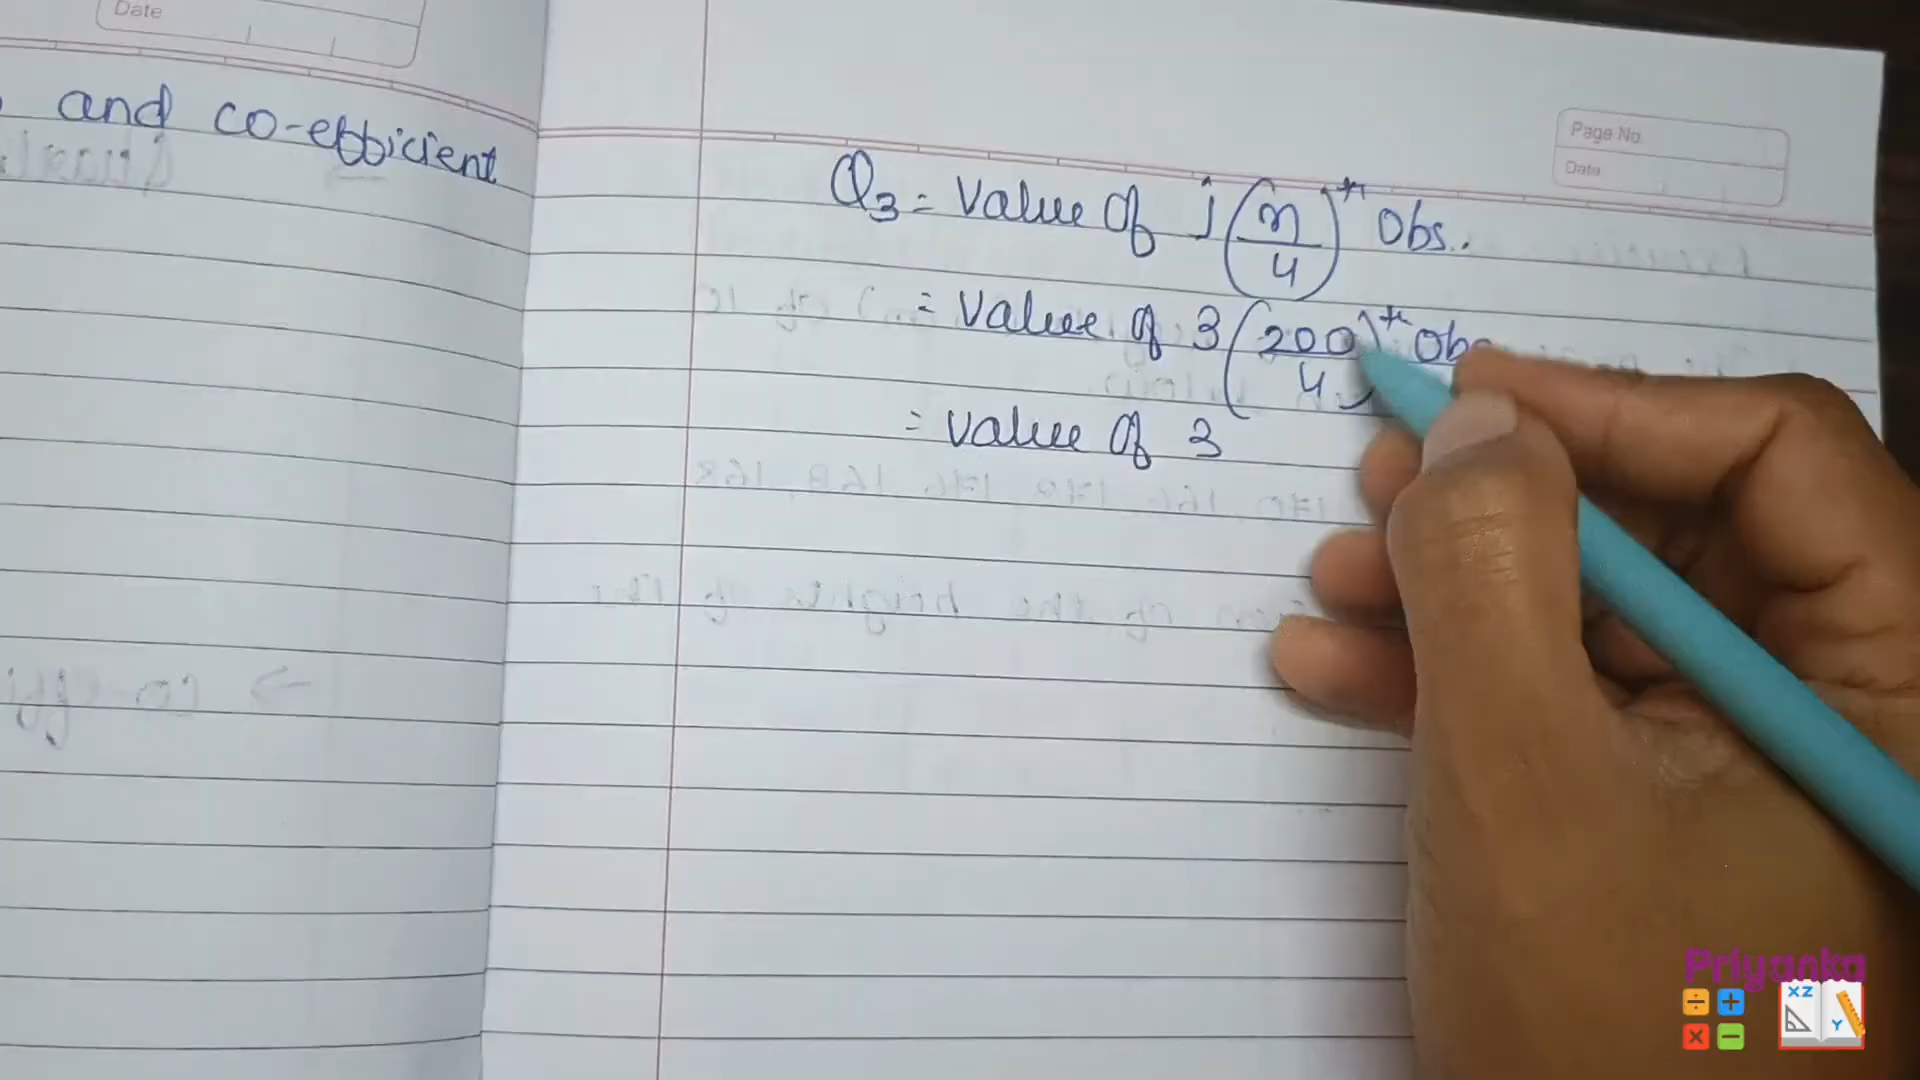 Date
and co-efficient
Page No.
Date
Q₃ = Value of j (n/4)ᵗʰ Obs.
= Value of 3 (200/4)ᵗʰ Obs
= value of 3
Priyanka
XZ
Y